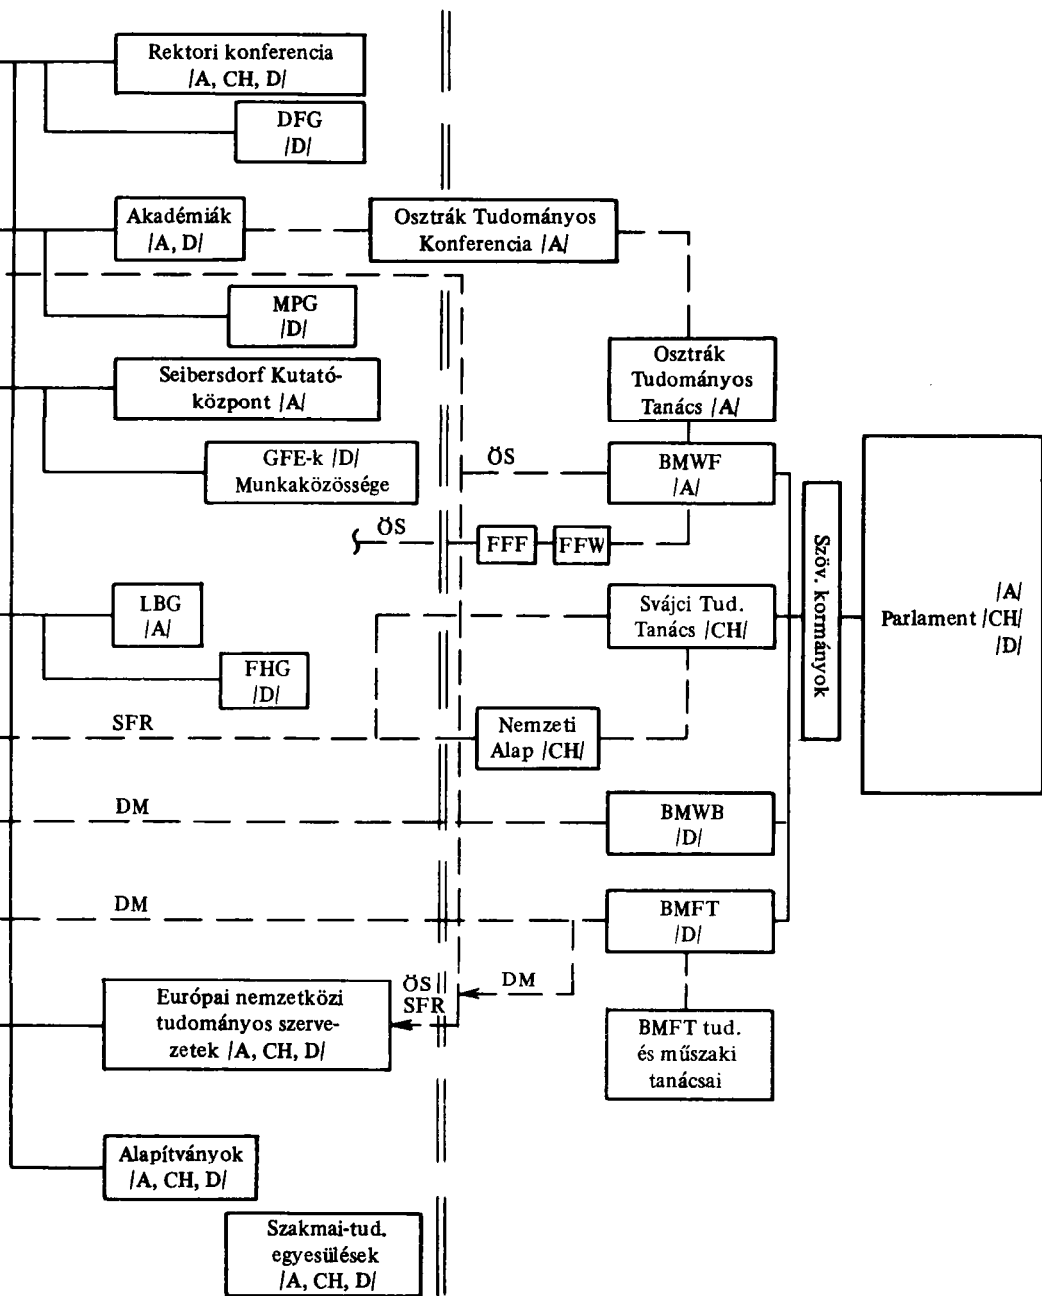 Rektori konferencia
/A, CH, D/
DFG
/D/
Akadémiák
/A, D/
Osztrák Tudományos
Konferencia /A/
MPG
/D/
Osztrák
Tudományos
Tanács /A/
Seibersdorf Kutató-
központ /A/
GFE-k /D/
Munkaközössége
ÖS
BMWF
/A/
ÖS
FFF
FFW
Szöv. kormányok
Parlament
/A/
/CH/
/D/
LBG
/A/
Svájci Tud.
Tanács /CH/
FHG
/D/
SFR
Nemzeti
Alap /CH/
DM
BMWB
/D/
DM
BMFT
/D/
DM
ÖS
SFR
Európai nemzetközi
tudományos szerve-
zetek /A, CH, D/
BMFT tud.
és műszaki
tanácsai
Alapítványok
/A, CH, D/
Szakmai-tud.
egyesülések
/A, CH, D/